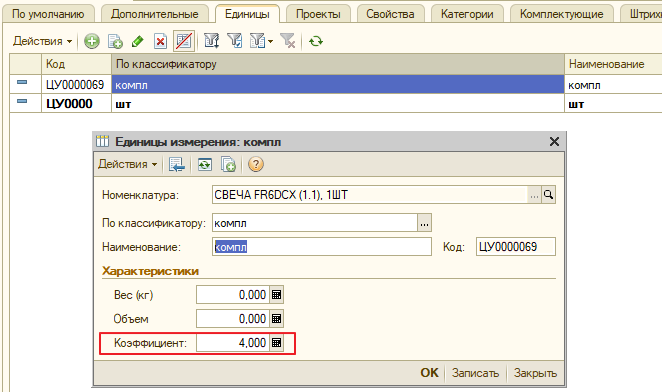 По умолчанию Дополнительные Единицы Проекты Свойства Категории Комплектующие Штрих
Действия
Код По классификатору Наименование
ЦУ0000069 компл компл
ЦУ0000 шт шт
Единицы измерения: компл
Действия
Номенклатура: СВЕЧА FR6DCX (1.1), 1ШТ
По классификатору: компл
Наименование: компл Код: ЦУ0000069
Характеристики
Вес (кг) 0,000
Объем 0,000
Коэффициент: 4,000
OK Записать Закрыть